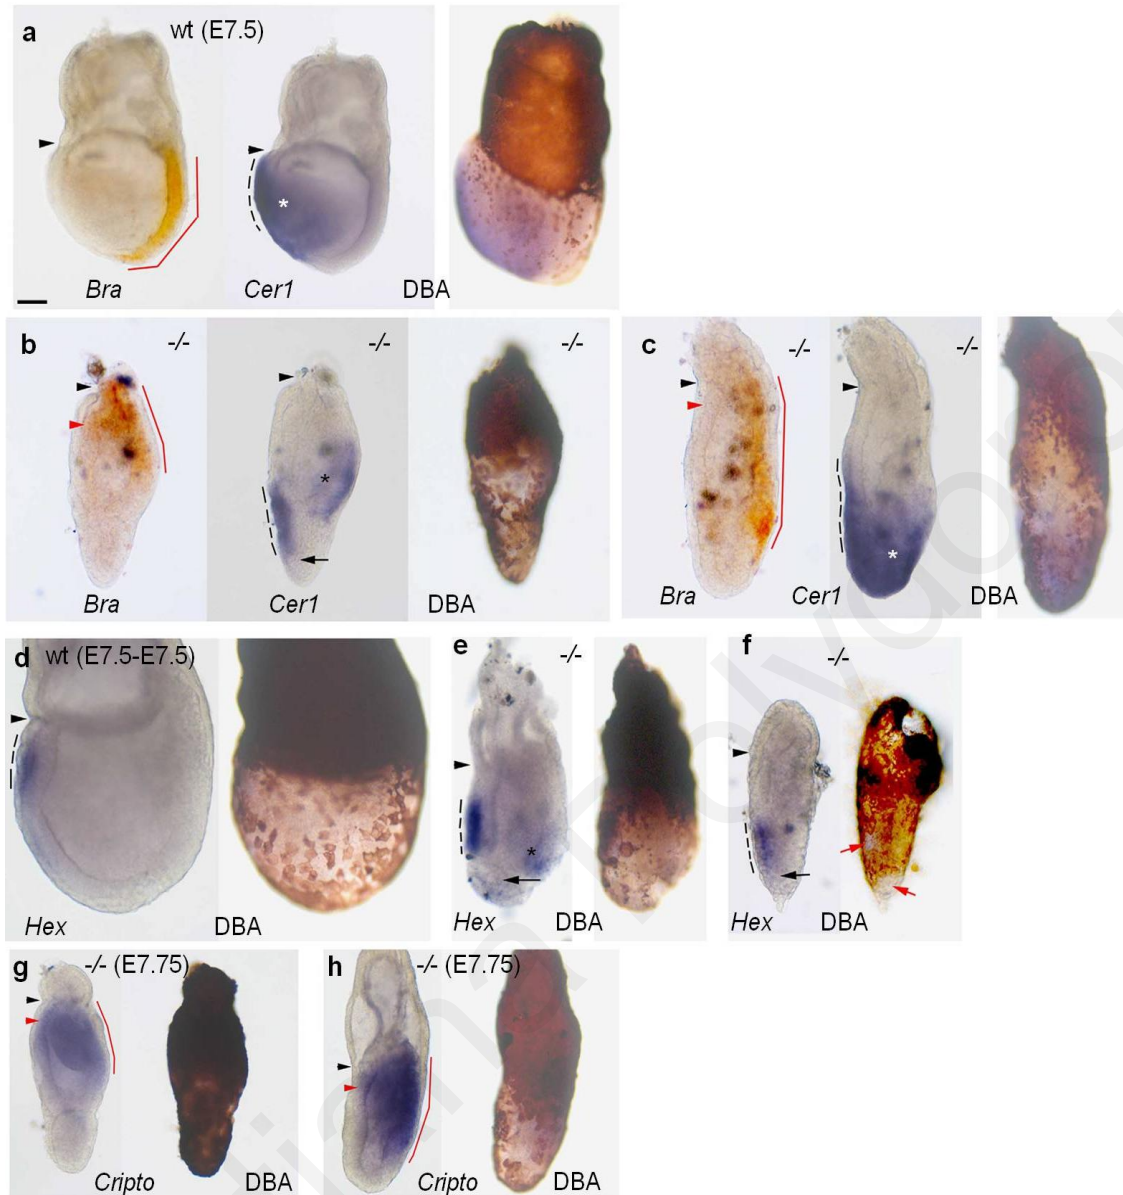 a wt (E7.5)
Bra Cer1 DBA
b -/- -/- -/-
Bra Cer1 DBA
c -/- -/-
Bra Cer1 DBA
d wt (E7.5-E7.5)
Hex DBA
e -/-
Hex DBA
f -/-
Hex DBA
g -/- (E7.75)
Cripto DBA
h -/- (E7.75)
Cripto DBA